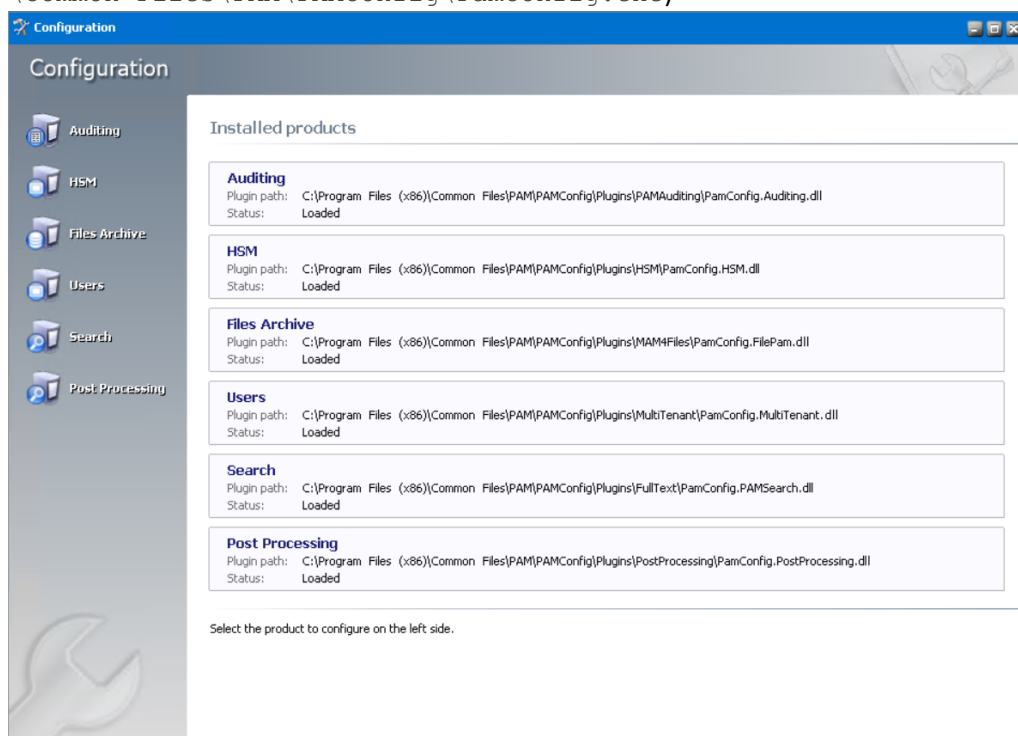 \Common Files\PAM\PAMConfig\PamConfig.exe)
Configuration
Configuration
Auditing
HSM
Files Archive
Users
Search
Post Processing
Installed products
Auditing
Plugin path: C:\Program Files (x86)\Common Files\PAM\PAMConfig\Plugins\PAMAuditing\PamConfig.Auditing.dll
Status: Loaded
HSM
Plugin path: C:\Program Files (x86)\Common Files\PAM\PAMConfig\Plugins\HSM\PamConfig.HSM.dll
Status: Loaded
Files Archive
Plugin path: C:\Program Files (x86)\Common Files\PAM\PAMConfig\Plugins\MAM4Files\PamConfig.FilePam.dll
Status: Loaded
Users
Plugin path: C:\Program Files (x86)\Common Files\PAM\PAMConfig\Plugins\MultiTenant\PamConfig.MultiTenant.dll
Status: Loaded
Search
Plugin path: C:\Program Files (x86)\Common Files\PAM\PAMConfig\Plugins\FullText\PamConfig.PAMSearch.dll
Status: Loaded
Post Processing
Plugin path: C:\Program Files (x86)\Common Files\PAM\PAMConfig\Plugins\PostProcessing\PamConfig.PostProcessing.dll
Status: Loaded
Select the product to configure on the left side.